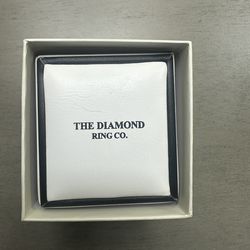 THE DIAMOND
RING CO.